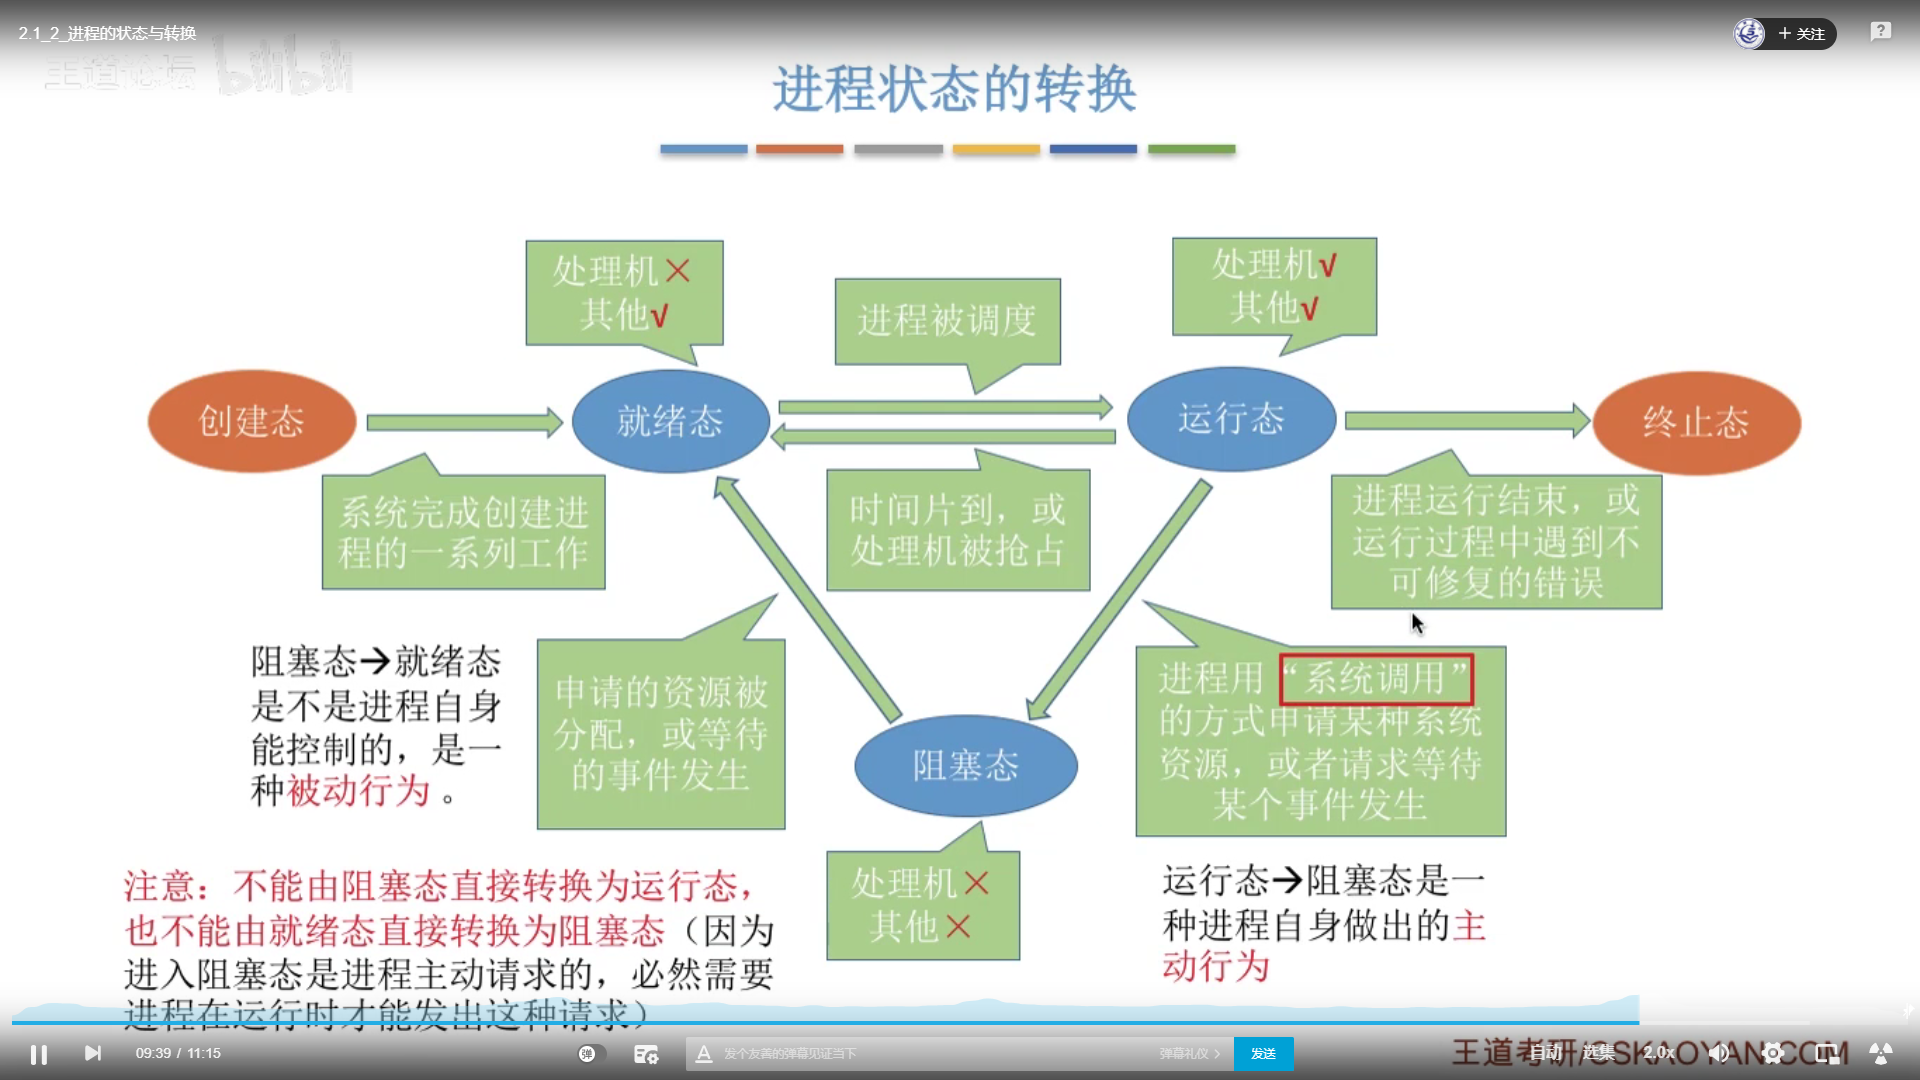 2.1_2_进程的状态与转换
＋ 关注
王道论坛 bilibili
进程状态的转换
处理机×
其他√
进程被调度
处理机√
其他√
创建态
就绪态
运行态
终止态
系统完成创建进
程的一系列工作
时间片到，或
处理机被抢占
进程运行结束，或
运行过程中遇到不
可修复的错误
阻塞态→就绪态
是不是进程自身
能控制的，是一
种被动行为 。
申请的资源被
分配，或等待
的事件发生
阻塞态
进程用“系统调用”
的方式申请某种系统
资源，或者请求等待
某个事件发生
处理机×
其他×
运行态→阻塞态是一
种进程自身做出的主
动行为
注意：不能由阻塞态直接转换为运行态，
也不能由就绪态直接转换为阻塞态（因为
进入阻塞态是进程主动请求的，必然需要
进程在运行时才能发出这种请求）
09:39 / 11:15
弹
发个友善的弹幕见证当下
弹幕礼仪 >
发送
王道考研/CSKAOYAN.COM
自动
选集
2.0x